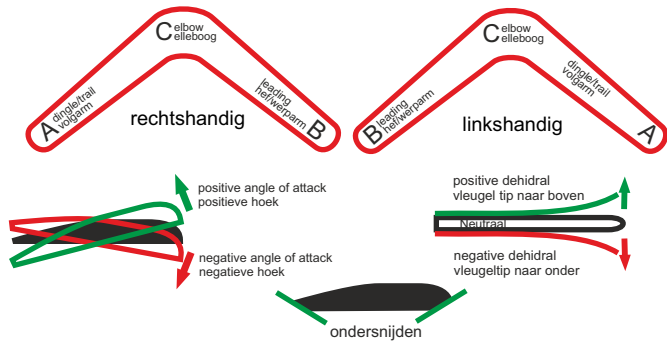 C elbow
elleboog
A dingle/trail
volgarm
leading
hef/werparm B
rechtshandig
C elbow
elleboog
B leading
hef/werparm
dingle/trail
volgarm A
linkshandig
positive angle of attack
positieve hoek
negative angle of attack
negatieve hoek
positive dehidral
vleugel tip naar boven
Neutraal
negative dehidral
vleugeltip naar onder
ondersnijden